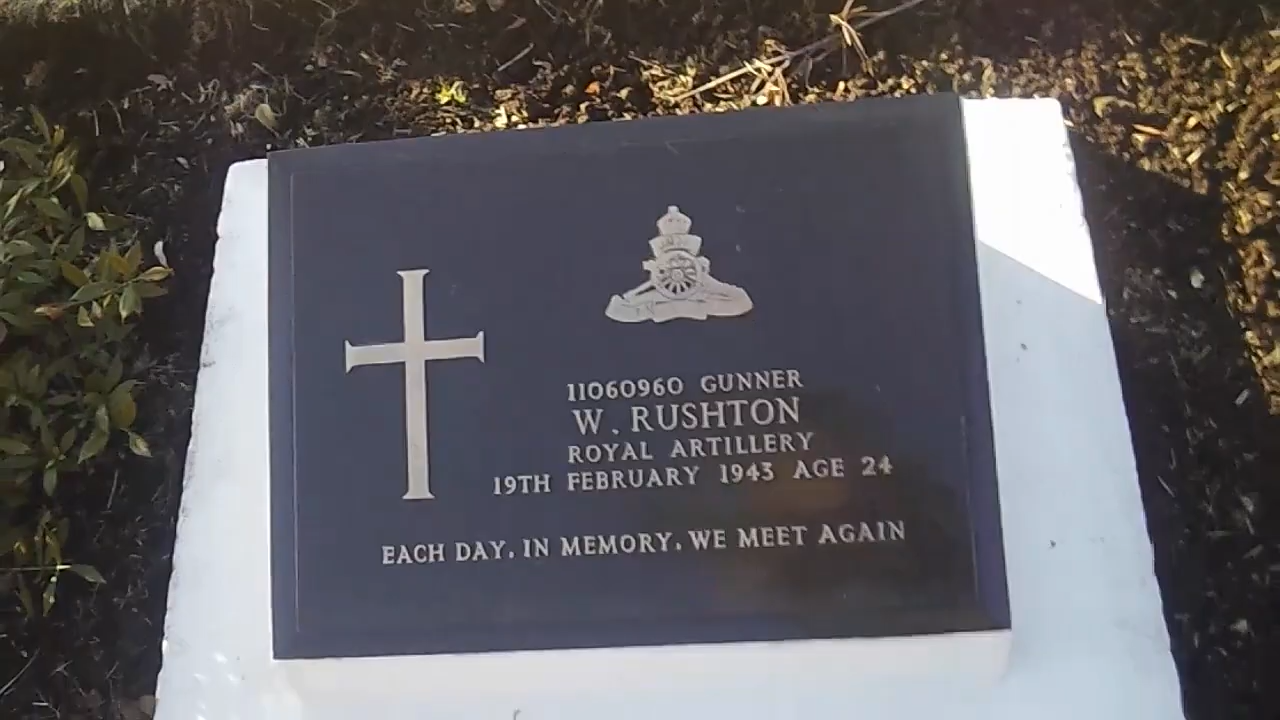 11060960 GUNNER
W. RUSHTON
ROYAL ARTILLERY
19TH FEBRUARY 1943 AGE 24
EACH DAY, IN MEMORY, WE MEET AGAIN